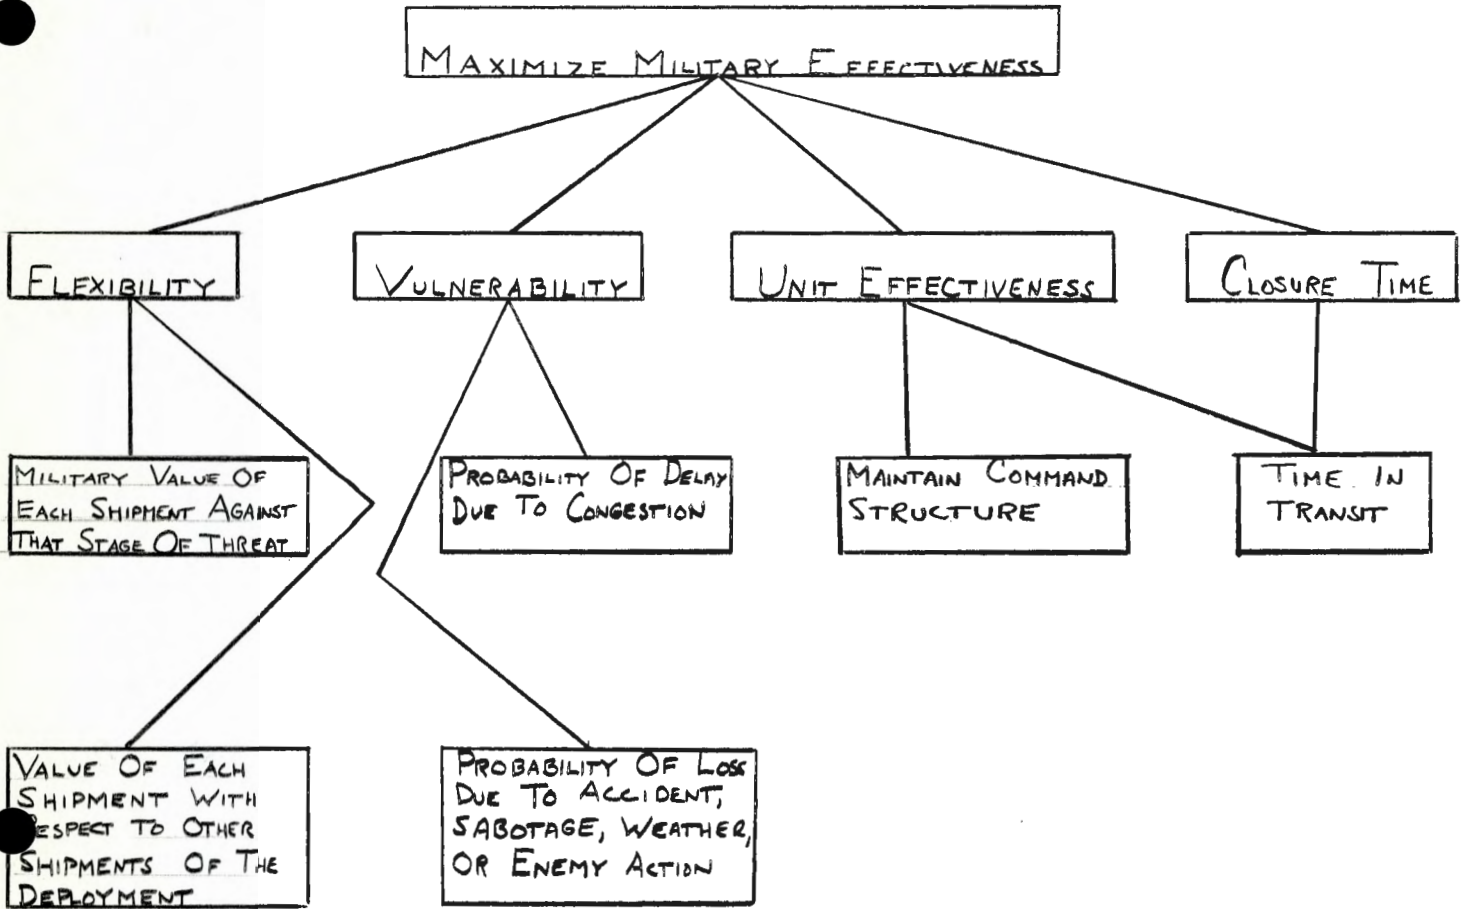 MAXIMIZE MILITARY EFFECTIVENESS
FLEXIBILITY
VULNERABILITY
UNIT EFFECTIVENESS
CLOSURE TIME
MILITARY VALUE OF
EACH SHIPMENT AGAINST
THAT STAGE OF THREAT
PROBABILITY OF DELAY
DUE TO CONGESTION
MAINTAIN COMMAND
STRUCTURE
TIME IN
TRANSIT
VALUE OF EACH
SHIPMENT WITH
RESPECT TO OTHER
SHIPMENTS OF THE
DEPLOYMENT
PROBABILITY OF LOSS
DUE TO ACCIDENT,
SABOTAGE, WEATHER,
OR ENEMY ACTION